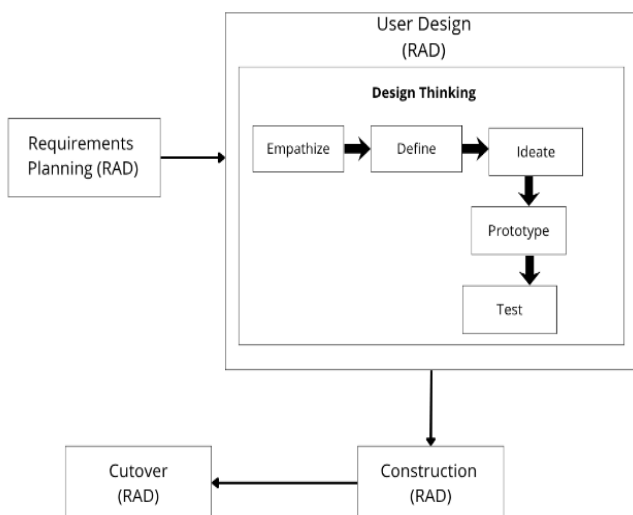 User Design
(RAD)
Design Thinking
Requirements
Planning (RAD)
Empathize
Define
Ideate
Prototype
Test
Cutover
(RAD)
Construction
(RAD)